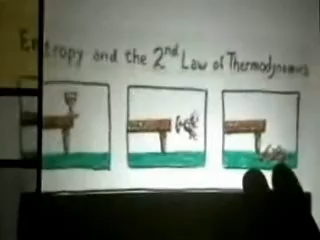 Entropy and the 2nd Law of Thermodynamics